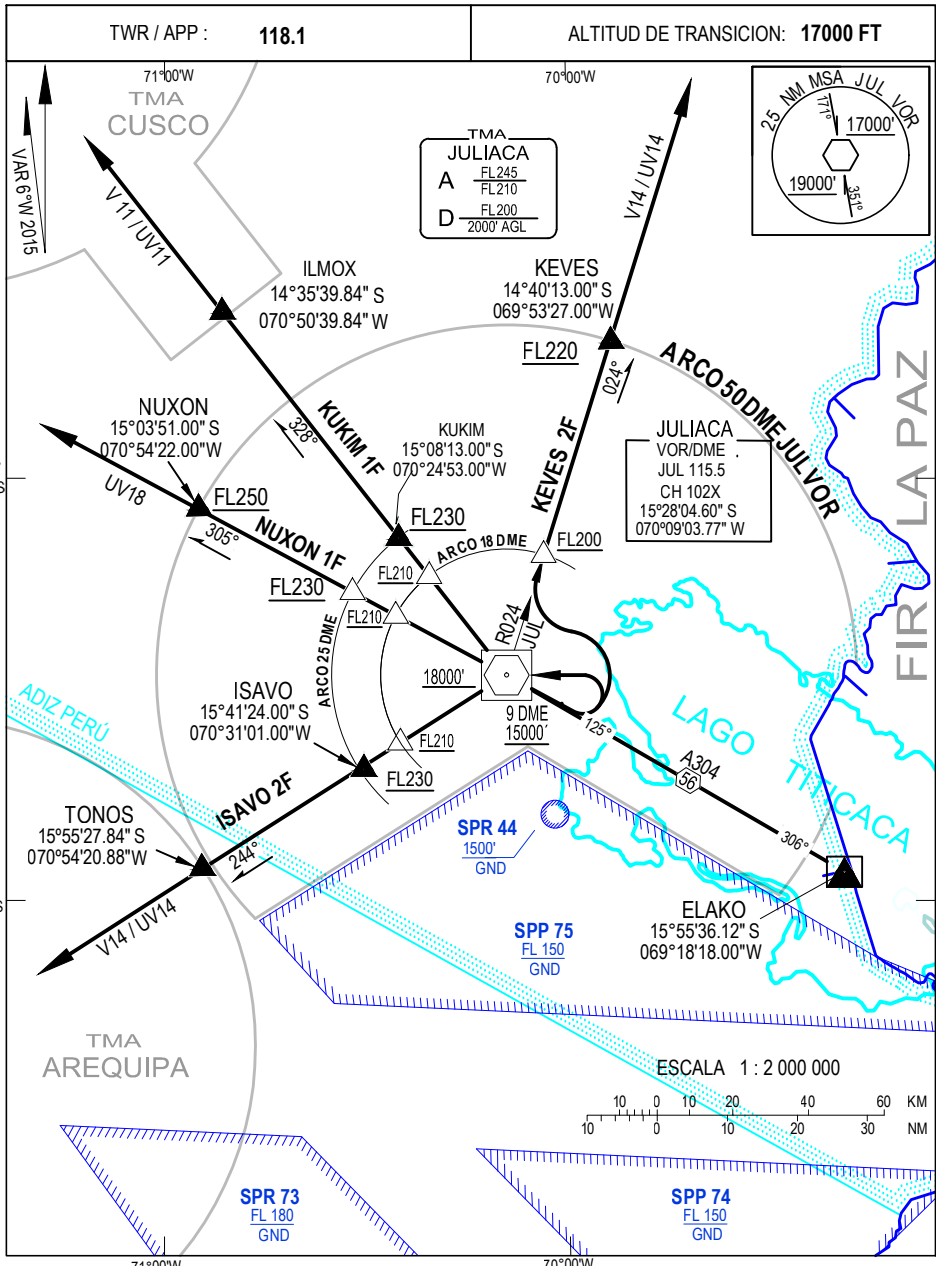 TWR / APP : 118.1
ALTITUD DE TRANSICION: 17000 FT
71°00'W
70°00'W
TMA
CUSCO
VAR 6°W 2015
V 11 / UV11
TMA
JULIACA
A FL245
FL210
D FL200
2000' AGL
V14 / UV14
25 NM MSA JUL VOR
171°
17000'
19000'
351°
ILMOX
14°35'39.84" S
070°50'39.84" W
KEVES
14°40'13.00" S
069°53'27.00" W
FL220
024°
ARCO 50 DME JUL VOR
FIR LA PAZ
NUXON
15°03'51.00" S
070°54'22.00"W
UV18
FL250
305°
KUKIM 1F
328°
KUKIM
15°08'13.00" S
070°24'53.00"W
FL230
KEVES 2F
JULIACA
VOR/DME
JUL 115.5
CH 102X
15°28'04.60" S
070°09'03.77" W
NUXON 1F
ARCO 18 DME
FL200
FL230
FL210
FL210
R024
JUL
ARCO 25 DME
18000'
9 DME
15000'
125°
A304
56
306°
LAGO
TITICACA
ADIZ PERÚ
ISAVO
15°41'24.00" S
070°31'01.00"W
FL210
FL230
ISAVO 2F
244°
TONOS
15°55'27.84" S
070°54'20.88"W
V14 / UV14
SPR 44
1500'
GND
SPP 75
FL 150
GND
ELAKO
15°55'36.12" S
069°18'18.00"W
S
S
TMA
AREQUIPA
ESCALA 1 : 2 000 000
10 0 10 20 40 60 KM
10 0 10 20 30 NM
SPR 73
FL 180
GND
SPP 74
FL 150
GND
71°00'W
70°00'W